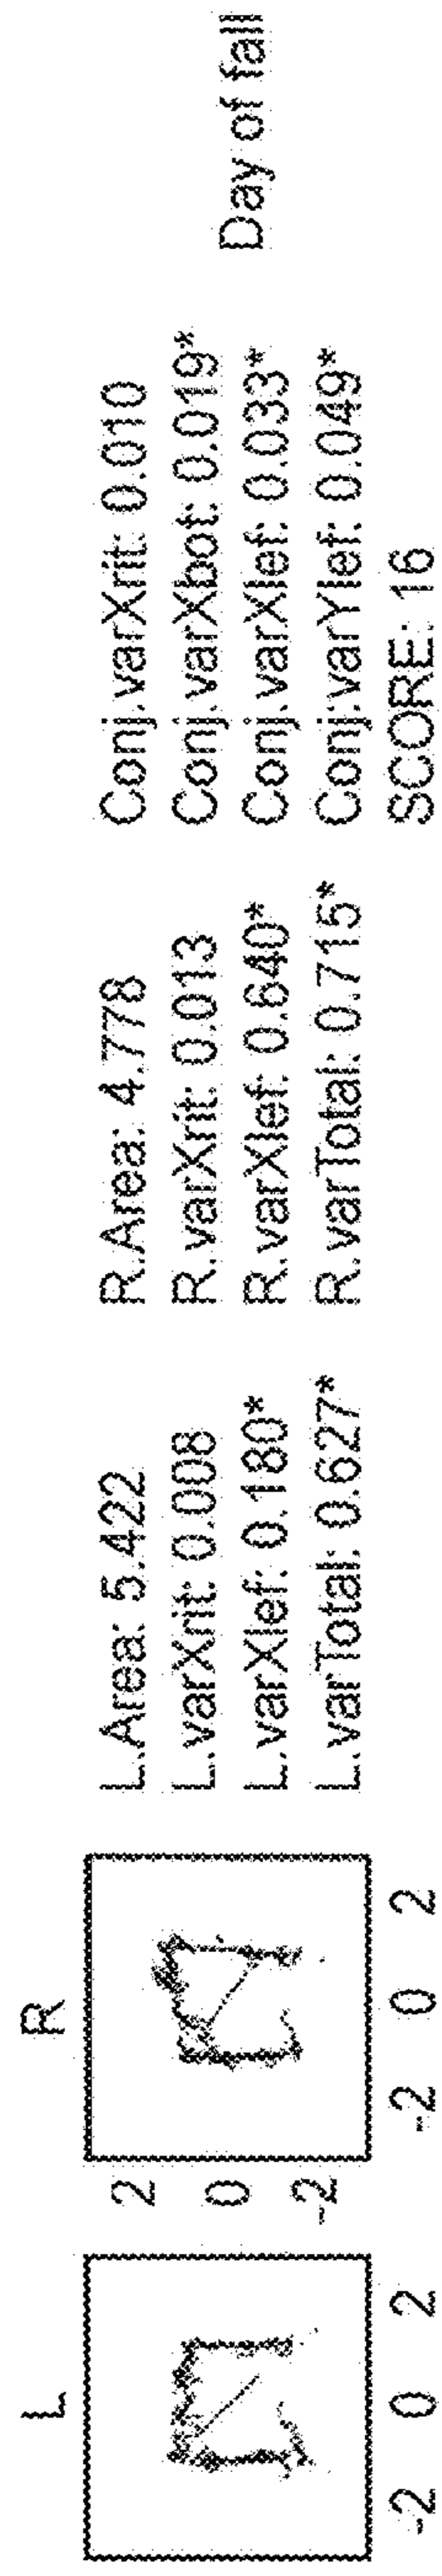 L
R
2
0
-2
-2 0 2
-2 0 2
L.Area: 5.422
L.varXrit: 0.008
L.varXlef: 0.180*
L.varTotal: 0.627*
R.Area: 4.778
R.varXrit: 0.013
R.varXlef: 0.640*
R.varTotal: 0.715*
Conj.varXrit: 0.010
Conj.varXbot: 0.019*
Conj.varXlef: 0.033*
Conj.varYlef: 0.049*
SCORE: 16
Day of fall